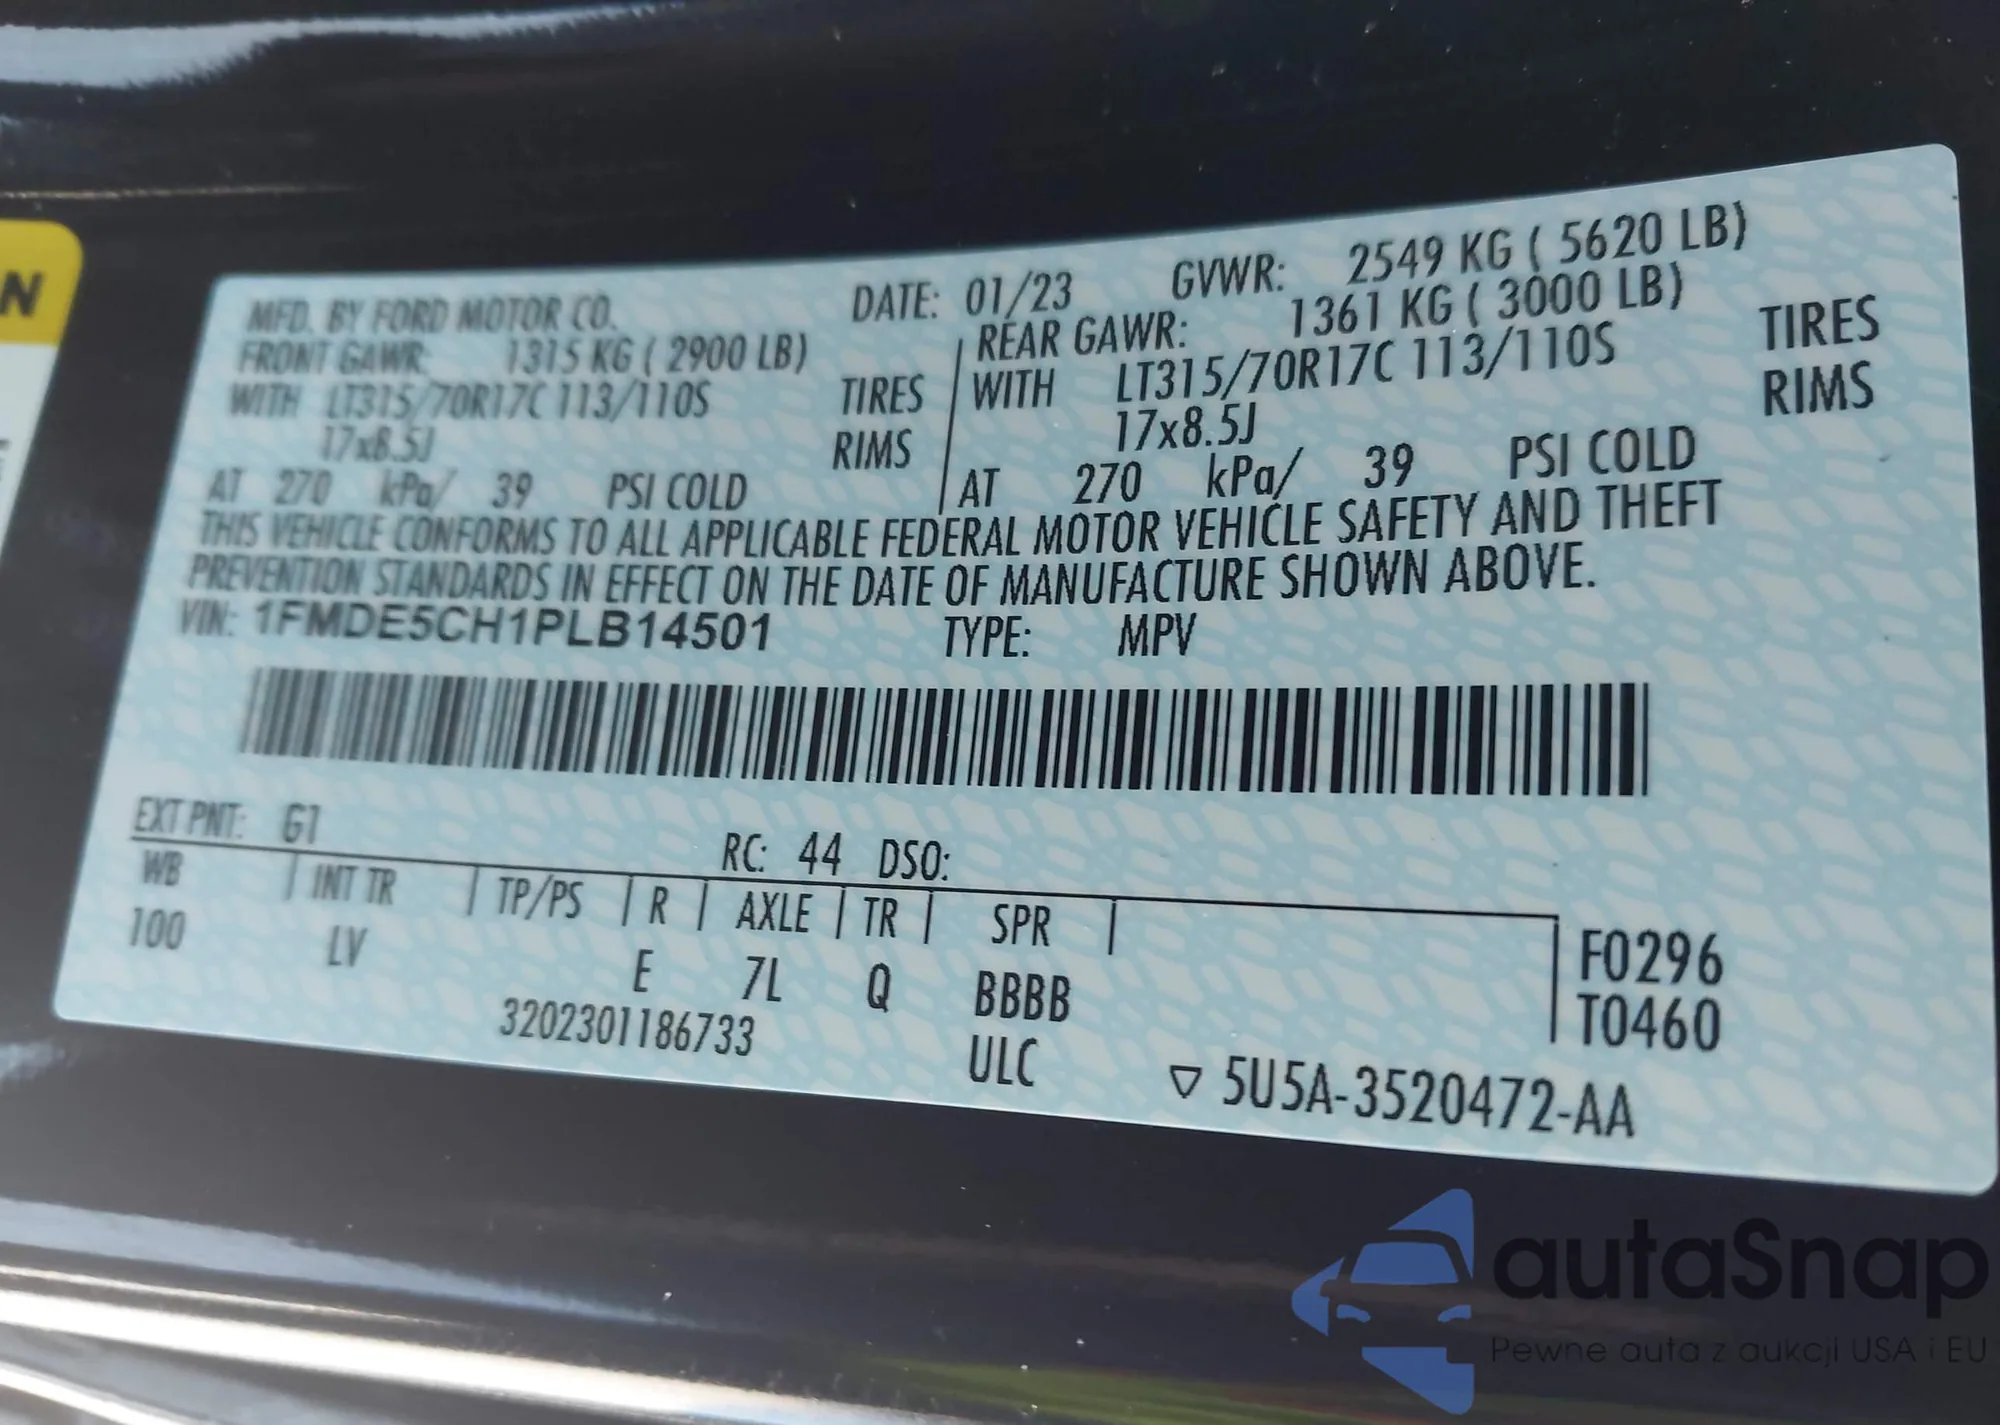 N
MFD. BY FORD MOTOR CO. DATE: 01/23 GVWR: 2549 KG ( 5620 LB)
FRONT GAWR: 1315 KG ( 2900 LB) REAR GAWR: 1361 KG ( 3000 LB)
WITH LT315/70R17C 113/110S TIRES WITH LT315/70R17C 113/110S TIRES
17x8.5J RIMS 17x8.5J RIMS
AT 270 kPa/ 39 PSI COLD AT 270 kPa/ 39 PSI COLD
THIS VEHICLE CONFORMS TO ALL APPLICABLE FEDERAL MOTOR VEHICLE SAFETY AND THEFT
PREVENTION STANDARDS IN EFFECT ON THE DATE OF MANUFACTURE SHOWN ABOVE.
VIN: 1FMDE5CH1PLB14501 TYPE: MPV
EXT PNT: G1 RC: 44 DSO:
WB INT TR TP/PS R AXLE TR SPR
100 LV E 7L Q BBBB F0296
3202301186733 ULC T0460
▽ 5U5A-3520472-AA
autaSnap
Pewne auta z aukcji USA i EU